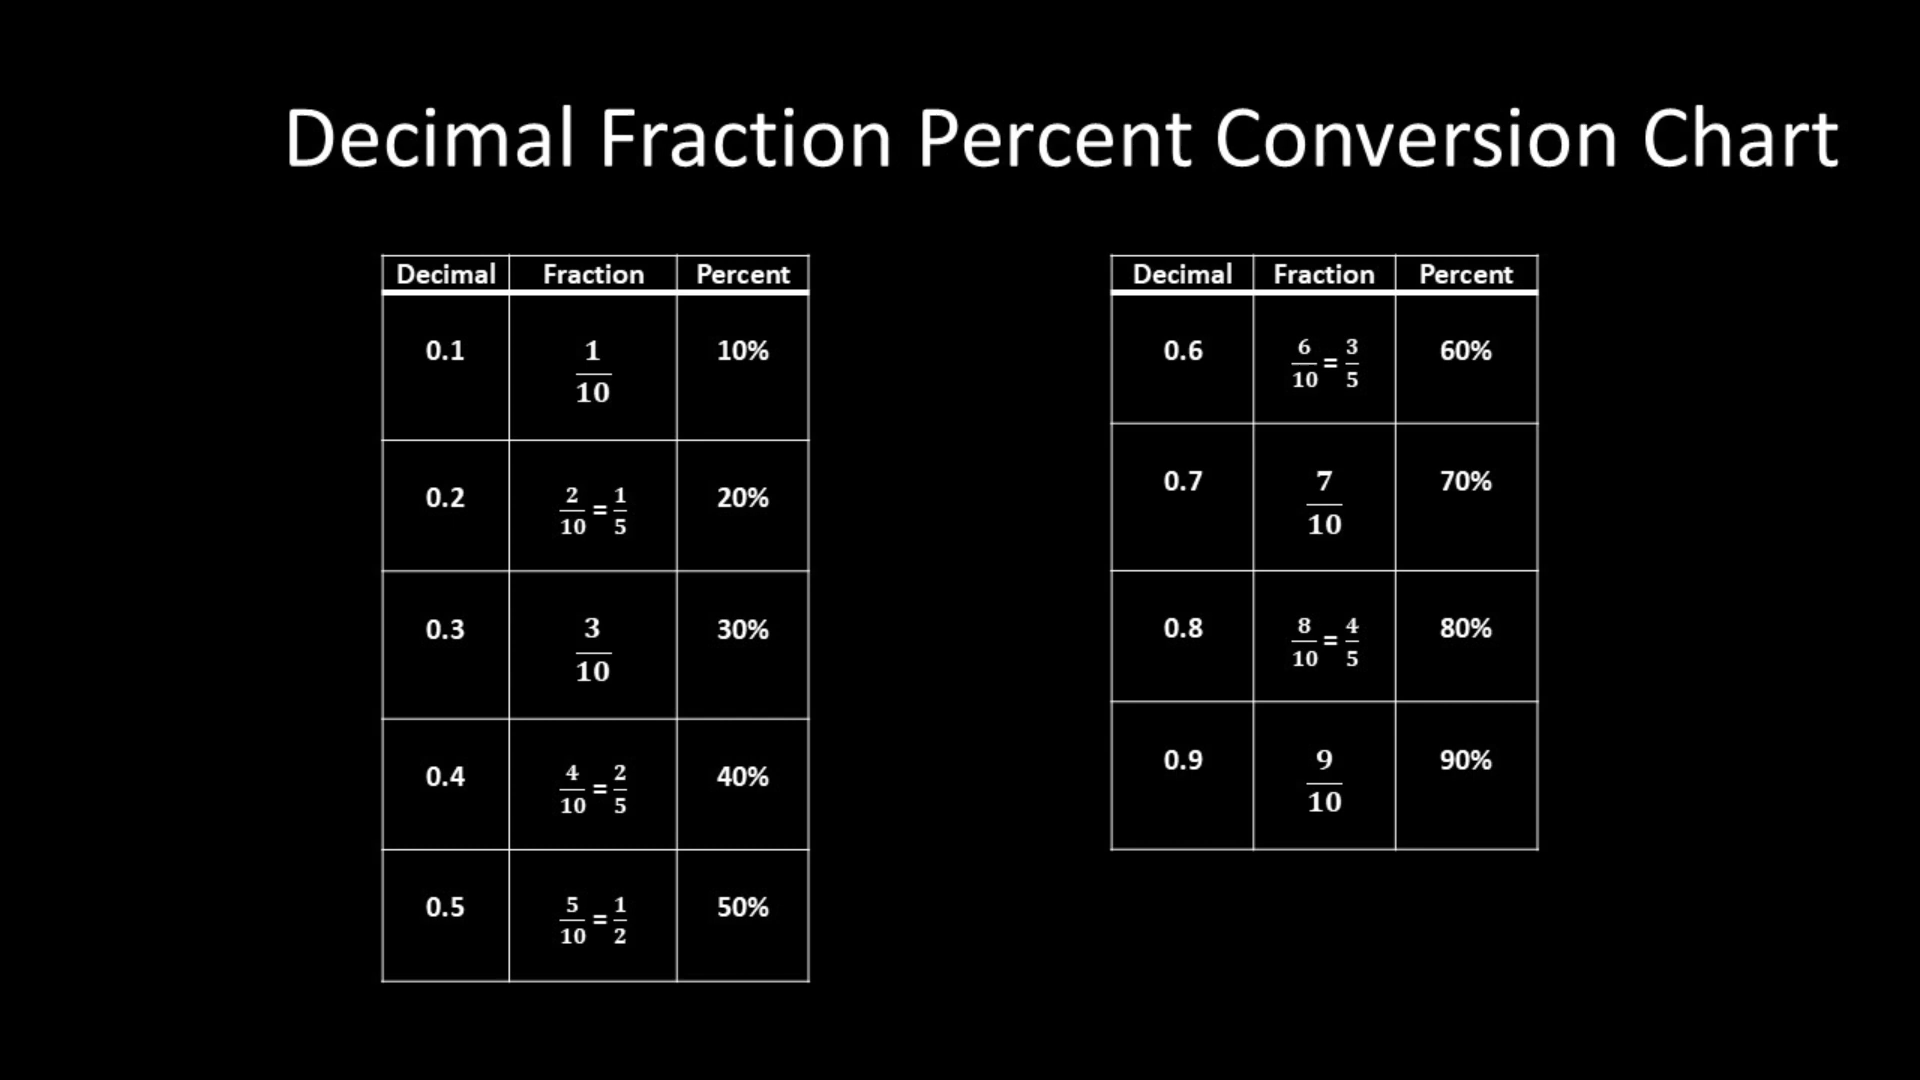 Decimal Fraction Percent Conversion Chart
Decimal Fraction Percent
0.1 1/10 10%
0.2 2/10 = 1/5 20%
0.3 3/10 30%
0.4 4/10 = 2/5 40%
0.5 5/10 = 1/2 50%
Decimal Fraction Percent
0.6 6/10 = 3/5 60%
0.7 7/10 70%
0.8 8/10 = 4/5 80%
0.9 9/10 90%